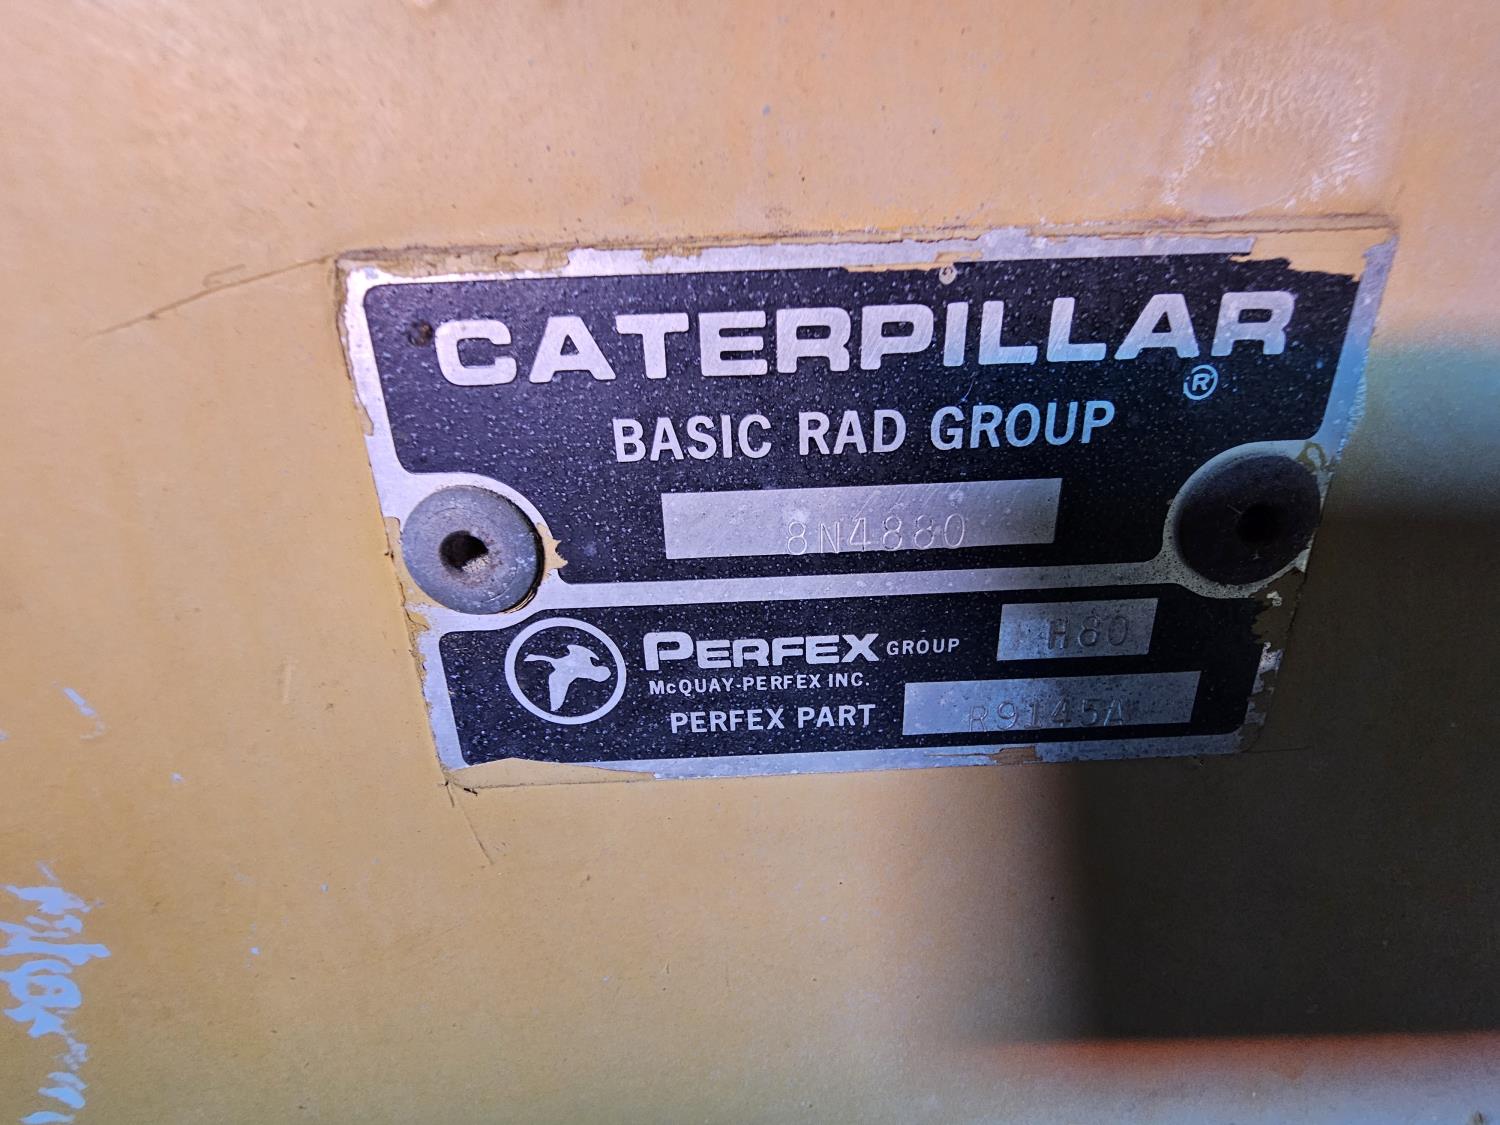 CATERPILLAR®
BASIC RAD GROUP
8N4880
PERFEX GROUP H80
McQUAY-PERFEX INC.
PERFEX PART R9145A